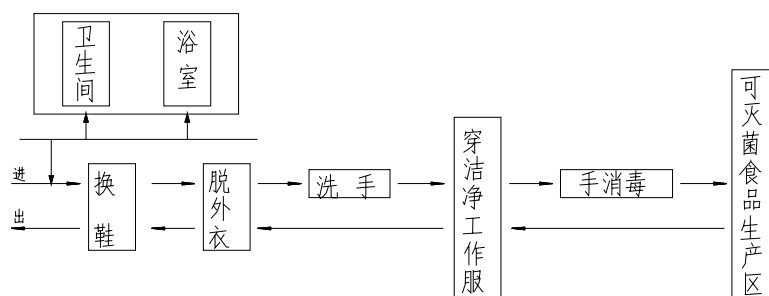 卫生间
浴室
进
出
换鞋
脱外衣
洗手
穿洁净工作服
手消毒
可灭菌食品生产区